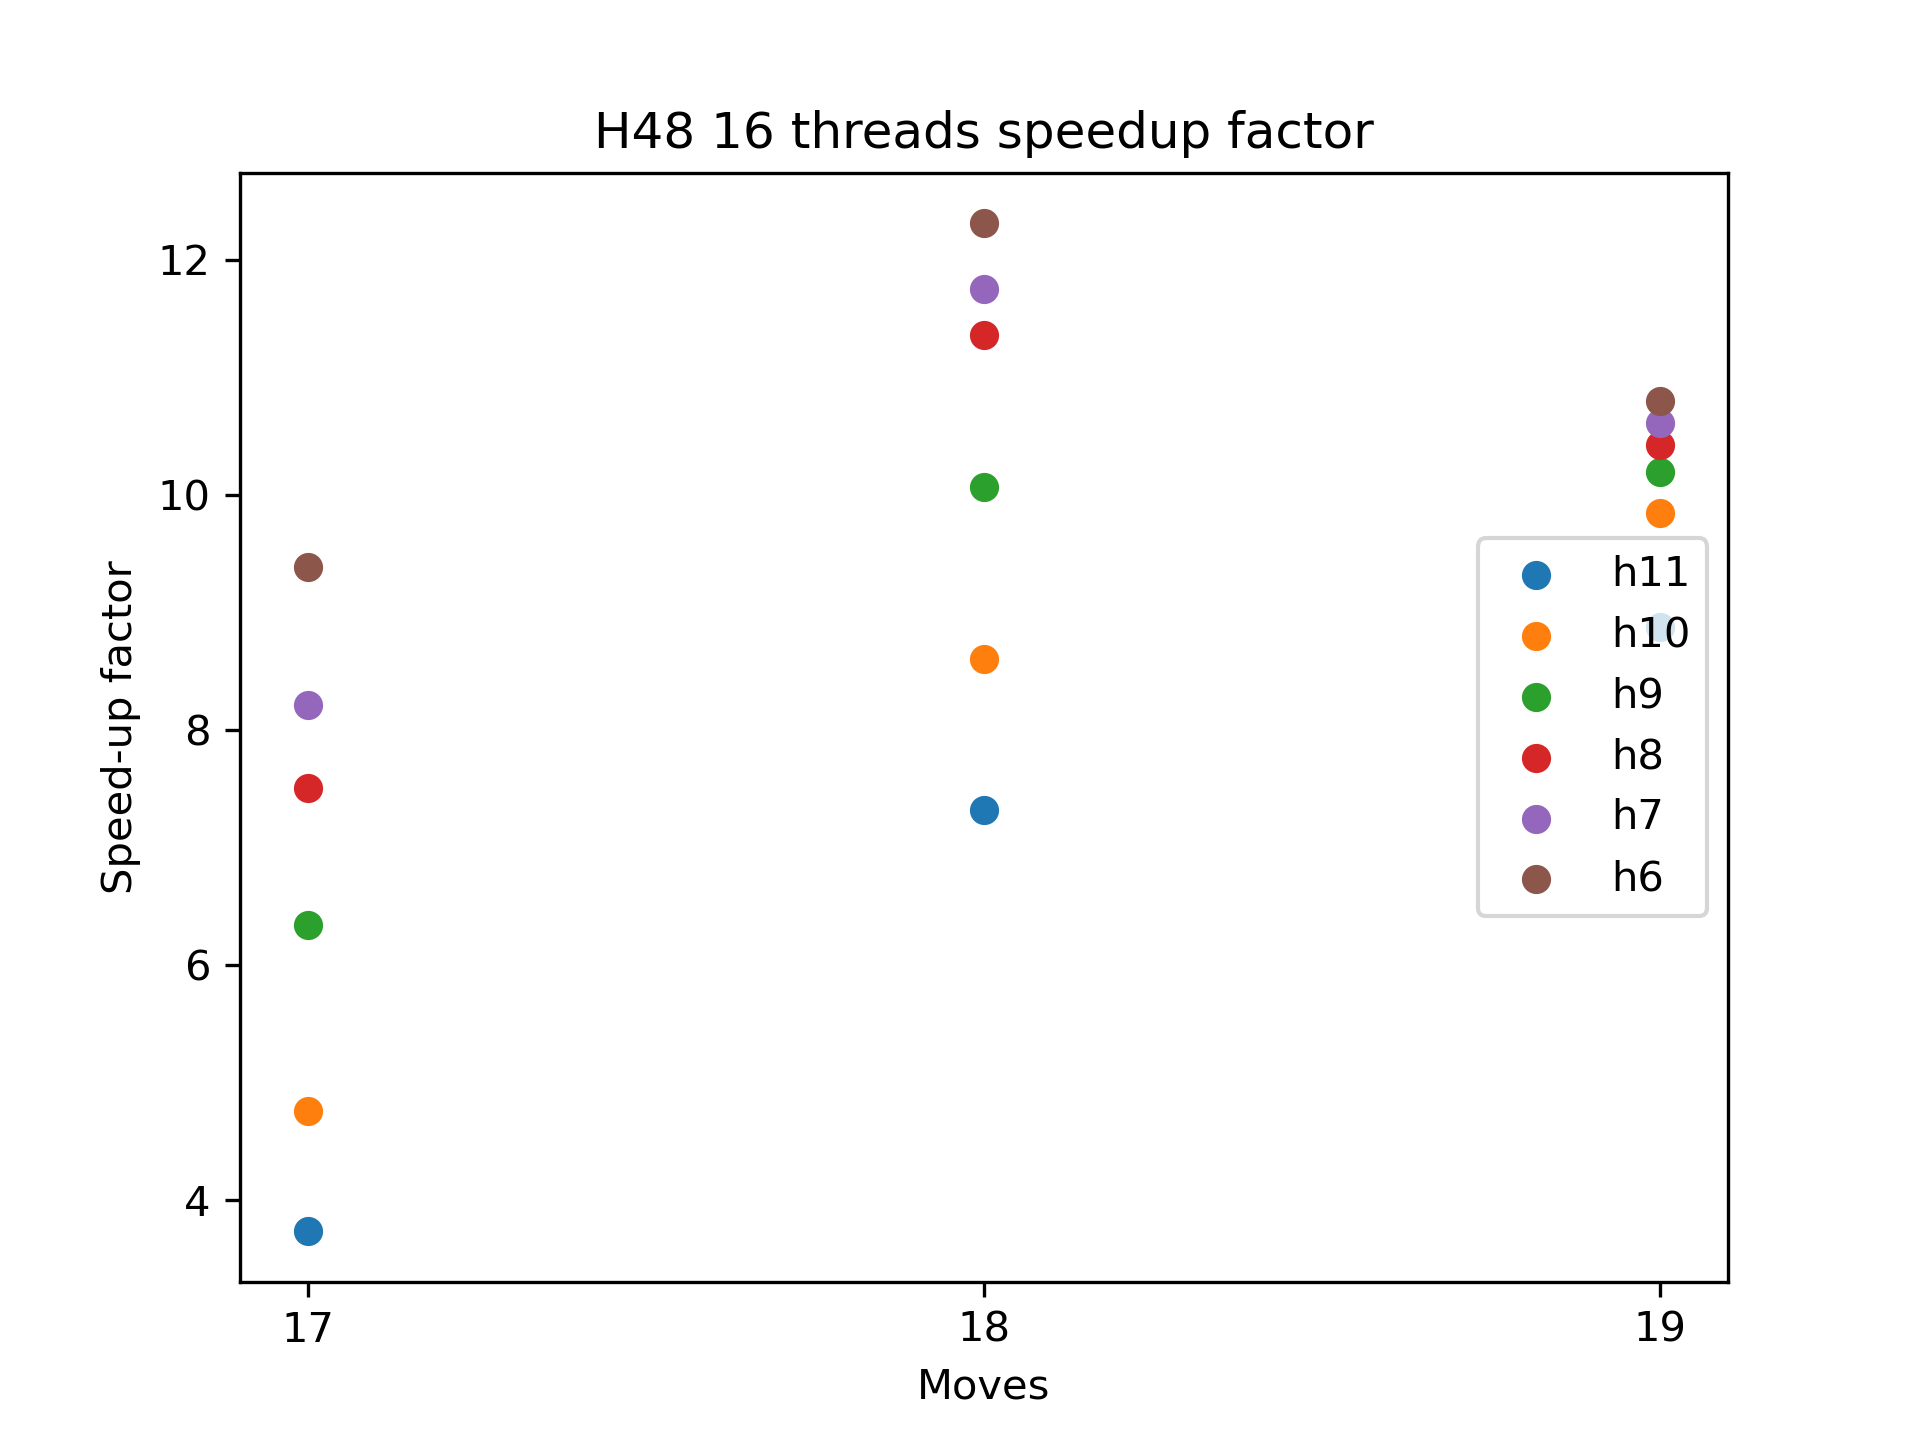 H48 16 threads speedup factor
Speed-up factor
12
10
8
6
4
h11
h10
h9
h8
h7
h6
17 18 19
Moves